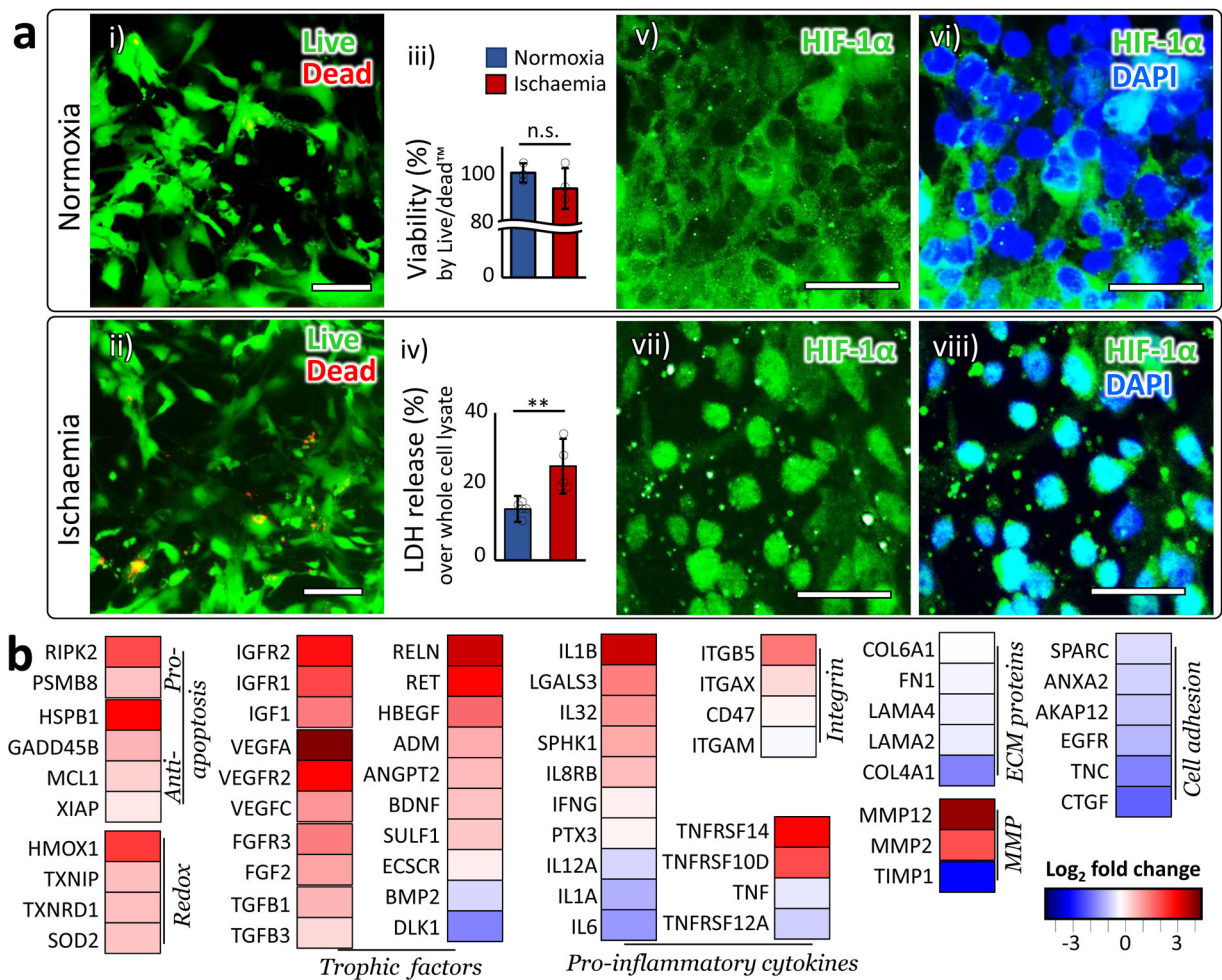 a
Normoxia
i)
Live
Dead
iii)
Normoxia
Ischaemia
n.s.
Viability (%)
by Live/dead™
100
80
0
v)
HIF-1α
vi)
HIF-1α
DAPI
Ischaemia
ii)
Live
Dead
iv)
**
LDH release (%)
over whole cell lysate
40
20
0
vii)
HIF-1α
viii)
HIF-1α
DAPI
b
RIPK2
PSMB8
HSPB1
GADD45B
MCL1
XIAP
Pro-
Anti-
apoptosis
HMOX1
TXNIP
TXNRD1
SOD2
Redox
IGFR2
IGFR1
IGF1
VEGFA
VEGFR2
VEGFC
FGFR3
FGF2
TGFB1
TGFB3
RELN
RET
HBEGF
ADM
ANGPT2
BDNF
SULF1
ECSCR
BMP2
DLK1
Trophic factors
IL1B
LGALS3
IL32
SPHK1
IL8RB
IFNG
PTX3
IL12A
IL1A
IL6
TNFRSF14
TNFRSF10D
TNF
TNFRSF12A
Pro-inflammatory cytokines
ITGB5
ITGAX
CD47
ITGAM
Integrin
COL6A1
FN1
LAMA4
LAMA2
COL4A1
ECM proteins
MMP12
MMP2
TIMP1
MMP
SPARC
ANXA2
AKAP12
EGFR
TNC
CTGF
Cell adhesion
Log₂ fold change
-3 0 3